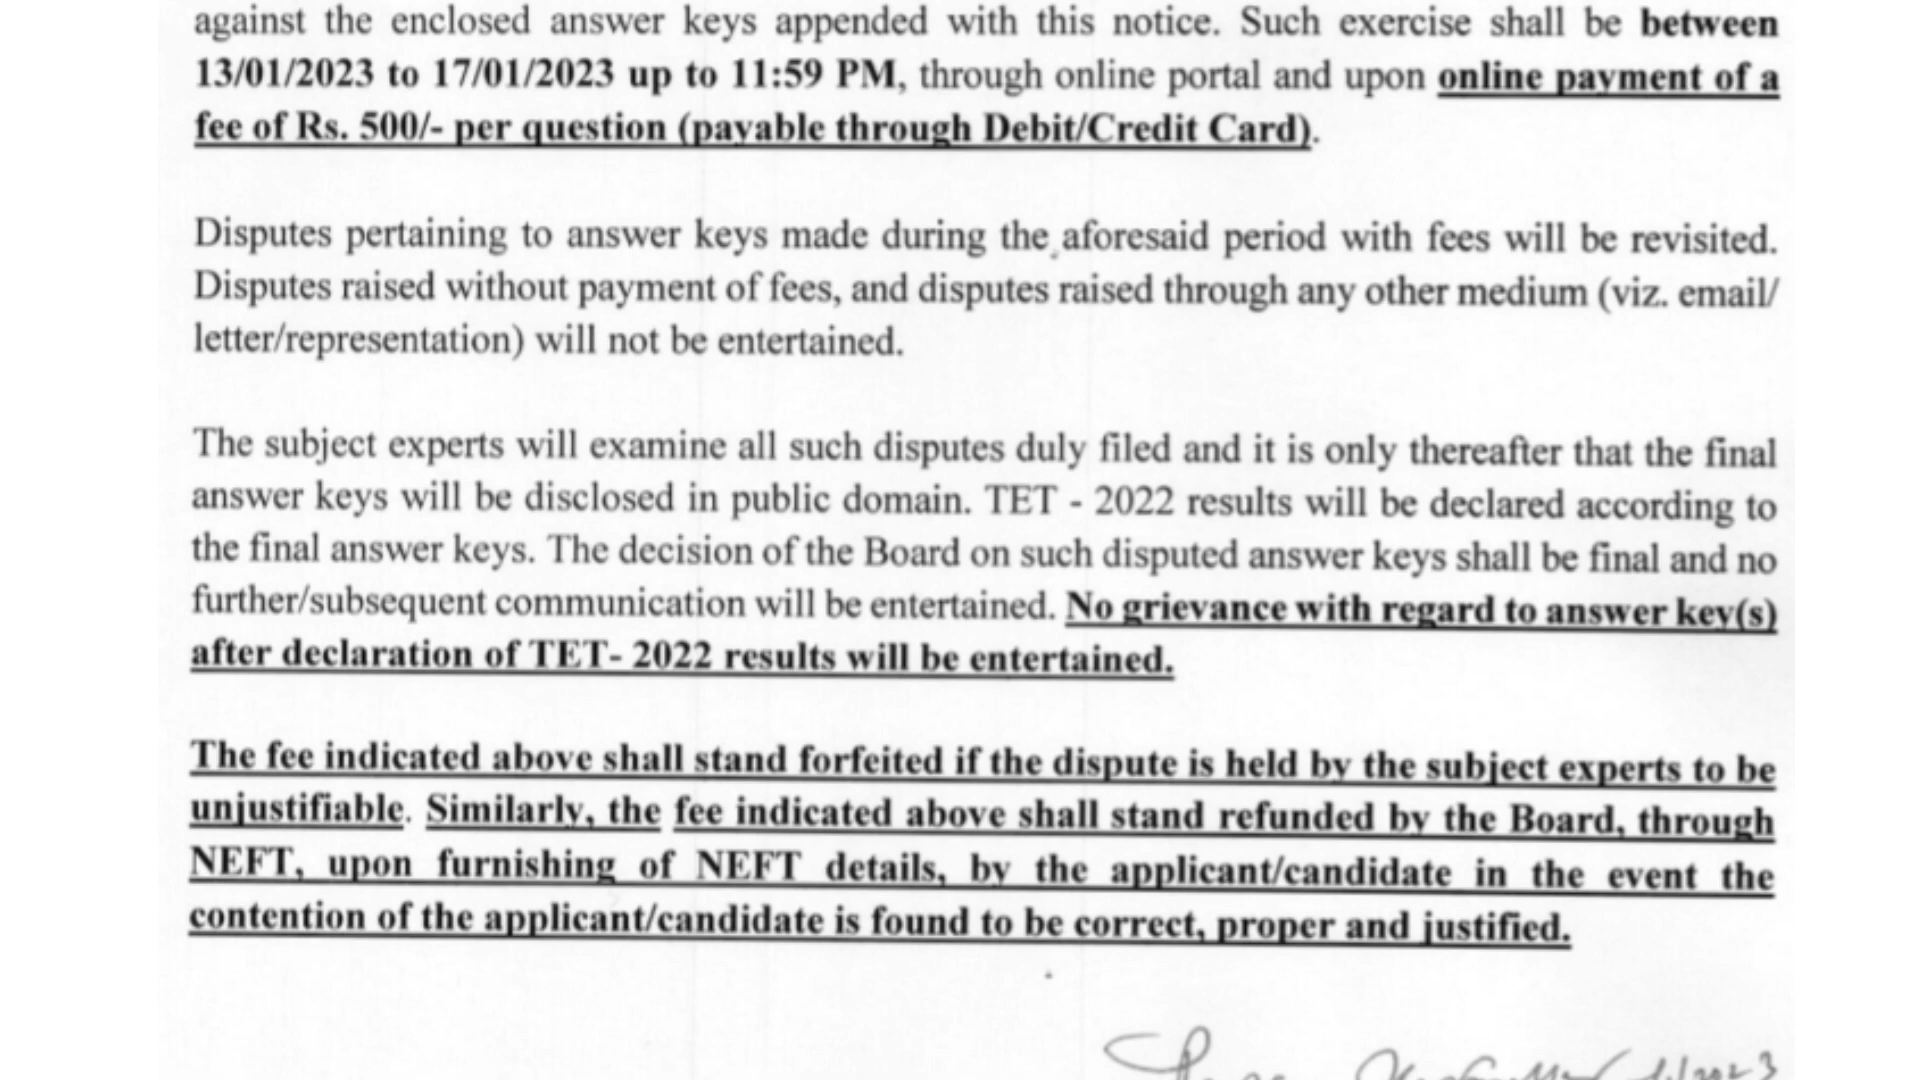 against the enclosed answer keys appended with this notice. Such exercise shall be between
13/01/2023 to 17/01/2023 up to 11:59 PM, through online portal and upon online payment of a
fee of Rs. 500/- per question (payable through Debit/Credit Card).
Disputes pertaining to answer keys made during the aforesaid period with fees will be revisited.
Disputes raised without payment of fees, and disputes raised through any other medium (viz. email/
letter/representation) will not be entertained.
The subject experts will examine all such disputes duly filed and it is only thereafter that the final
answer keys will be disclosed in public domain. TET - 2022 results will be declared according to
the final answer keys. The decision of the Board on such disputed answer keys shall be final and no
further/subsequent communication will be entertained. No grievance with regard to answer key(s)
after declaration of TET- 2022 results will be entertained.
The fee indicated above shall stand forfeited if the dispute is held by the subject experts to be
unjustifiable. Similarly, the fee indicated above shall stand refunded by the Board, through
NEFT, upon furnishing of NEFT details, by the applicant/candidate in the event the
contention of the applicant/candidate is found to be correct, proper and justified.